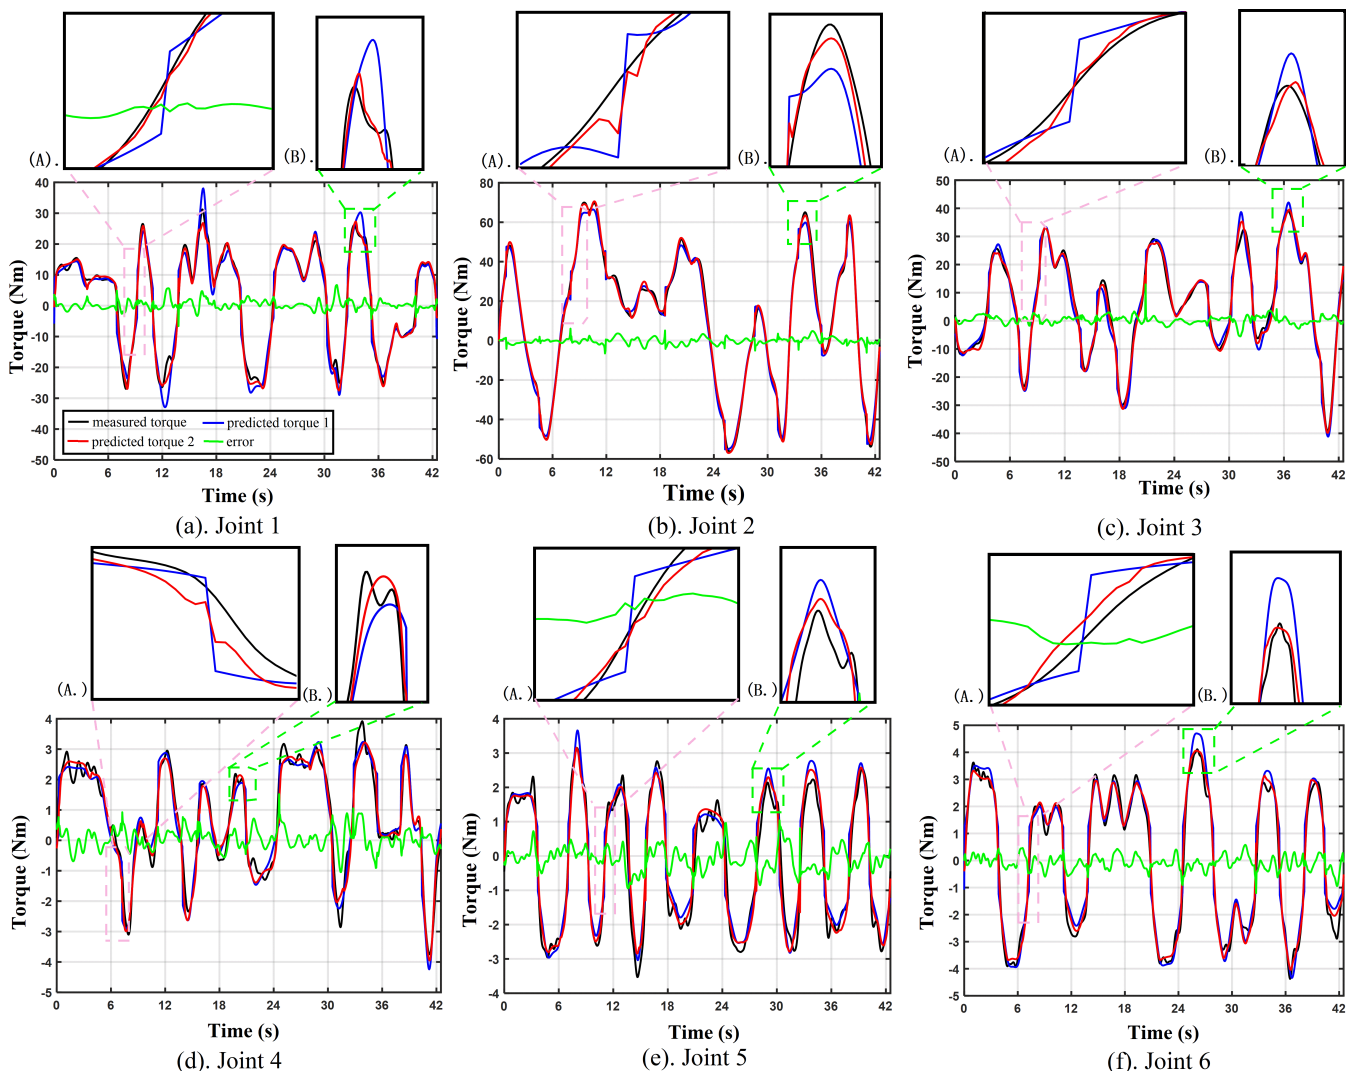 (A).
(B).
(A).
(B).
(A).
(B).
40
30
20
10
0
-10
-20
-30
-40
-50
Torque (Nm)
measured torque
predicted torque 1
predicted torque 2
error
0 6 12 18 24 30 36 42
Time (s)
(a). Joint 1
80
60
40
20
0
-20
-40
-60
Torque (Nm)
0 6 12 18 24 30 36 42
Time (s)
(b). Joint 2
50
40
30
20
10
0
-10
-20
-30
-40
-50
Torque (Nm)
0 6 12 18 24 30 36 42
Time (s)
(c). Joint 3
(A.)
(B.)
(A.)
(B.)
(A.)
(B.)
4
3
2
1
0
-1
-2
-3
-4
-5
Torque (Nm)
0 6 12 18 24 30 36 42
Time (s)
(d). Joint 4
4
3
2
1
0
-1
-2
-3
-4
Torque (Nm)
0 6 12 18 24 30 36 42
Time (s)
(e). Joint 5
5
4
3
2
1
0
-1
-2
-3
-4
-5
Torque (Nm)
0 6 12 18 24 30 36 42
Time (s)
(f). Joint 6